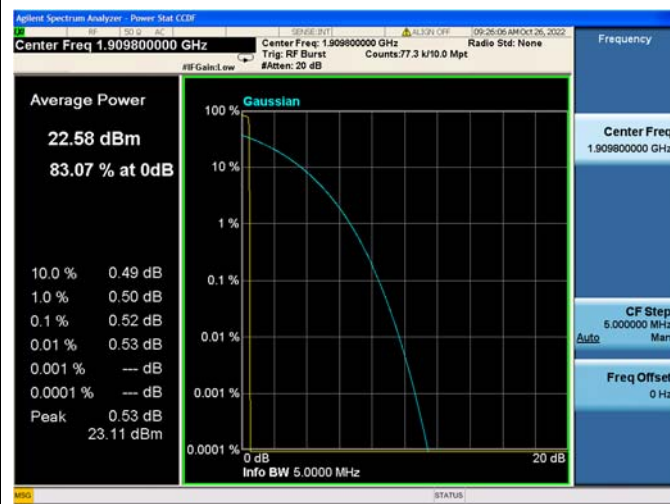 Agilent Spectrum Analyzer - Power Stat CCDF
RF 50 Ω AC SENSE:INT ALIGN OFF 09:26:06 AM Oct 26, 2022
Center Freq 1.909800000 GHz
Center Freq: 1.909800000 GHz Radio Std: None
Trig: RF Burst Counts:77.3 k/10.0 Mpt
#IFGain:Low #Atten: 20 dB
Frequency
Average Power
22.58 dBm
83.07 % at 0dB
10.0 % 0.49 dB
1.0 % 0.50 dB
0.1 % 0.52 dB
0.01 % 0.53 dB
0.001 % --- dB
0.0001 % --- dB
Peak 0.53 dB
23.11 dBm
Gaussian
100 %
10 %
1 %
0.1 %
0.01 %
0.001 %
0.0001 %
0 dB 20 dB
Info BW 5.0000 MHz
Center Freq
1.909800000 GHz
CF Step
5.000000 MHz
Auto Man
Freq Offset
0 Hz
MSG STATUS